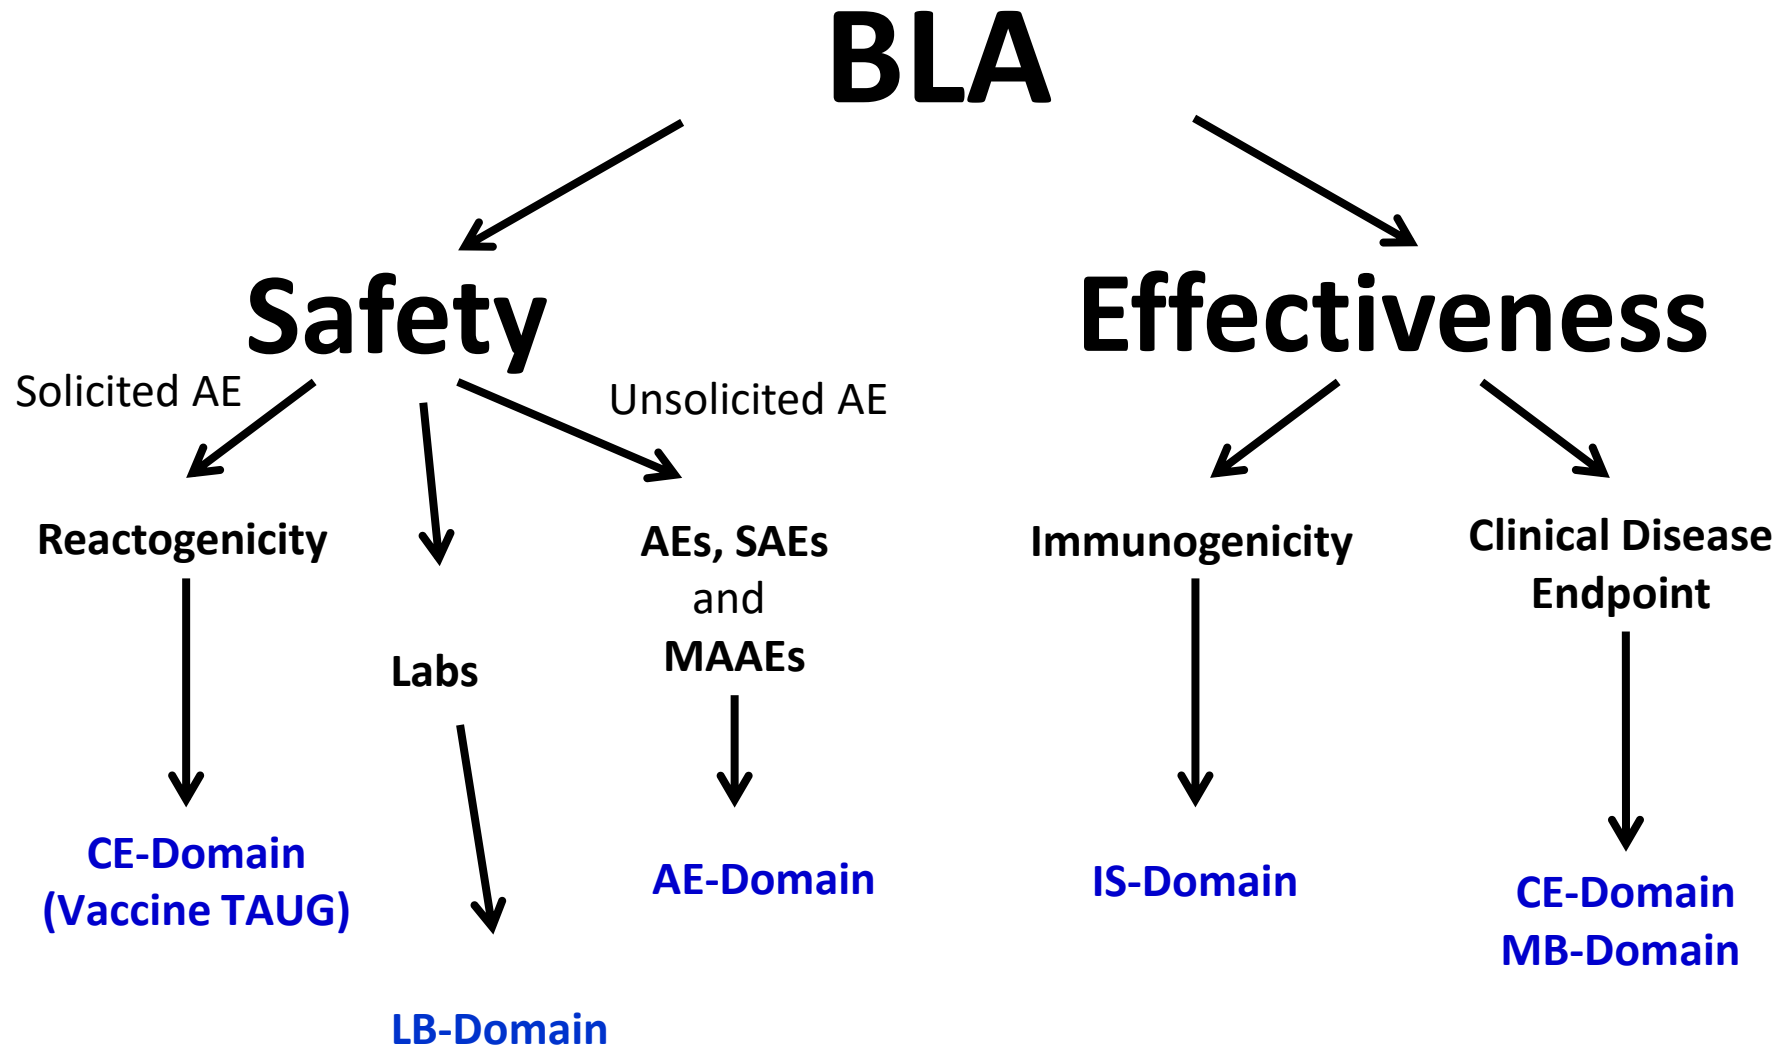 BLA
Safety
Effectiveness
Solicited AE
Unsolicited AE
Reactogenicity
Labs
AEs, SAEs
and
MAAEs
Immunogenicity
Clinical Disease
Endpoint
CE-Domain
(Vaccine TAUG)
LB-Domain
AE-Domain
IS-Domain
CE-Domain
MB-Domain